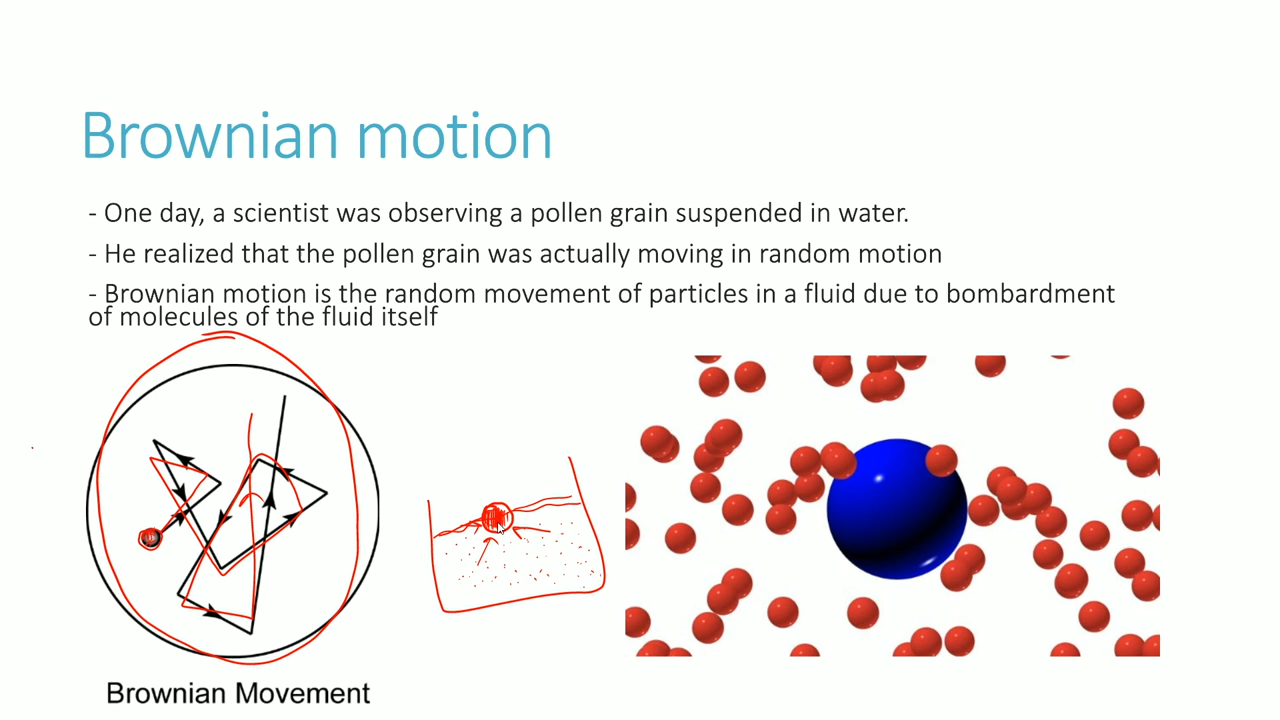 Brownian motion
- One day, a scientist was observing a pollen grain suspended in water.
- He realized that the pollen grain was actually moving in random motion
- Brownian motion is the random movement of particles in a fluid due to bombardment
of molecules of the fluid itself
Brownian Movement